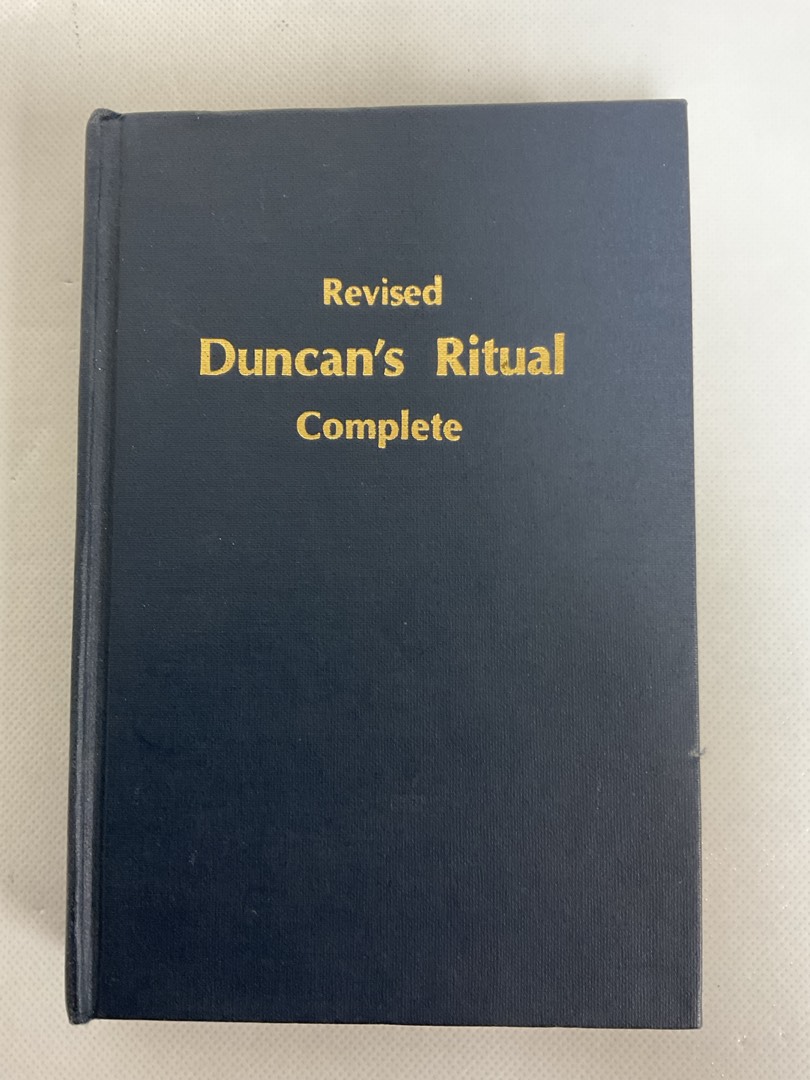 Revised
Duncan's Ritual
Complete